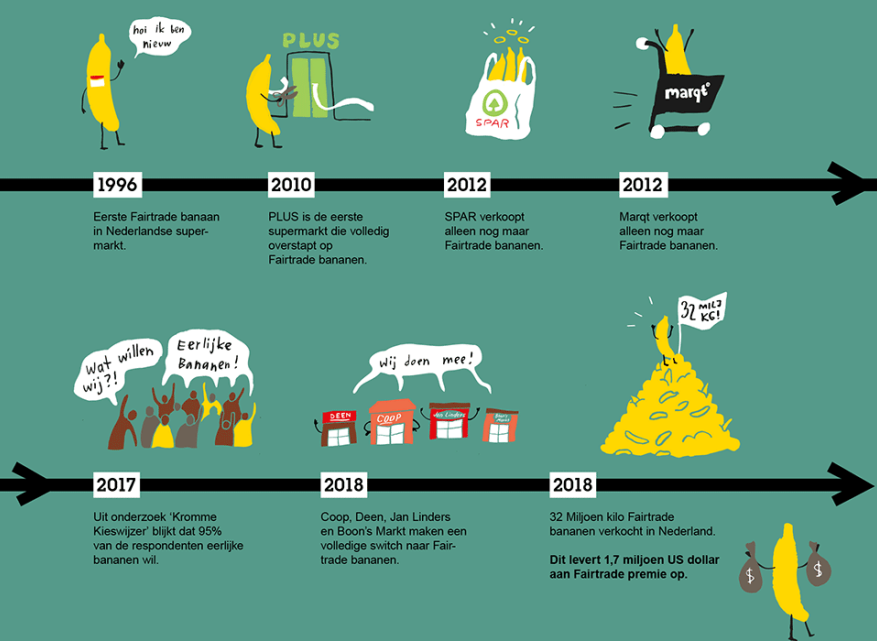 hoi ik ben
nieuw
PLUS
SPAR
marqt
1996
Eerste Fairtrade banaan
in Nederlandse super-
markt.
2010
PLUS is de eerste
supermarkt die volledig
overstapt op
Fairtrade bananen.
2012
SPAR verkoopt
alleen nog maar
Fairtrade bananen.
2012
Marqt verkoopt
alleen nog maar
Fairtrade bananen.
Wat willen
wij?!
Eerlijke
Bananen!
wij doen mee!
DEEN
COOP
Jan Linders
32 MILJ
KG!
2017
Uit onderzoek ‘Kromme
Kieswijzer’ blijkt dat 95%
van de respondenten eerlijke
bananen wil.
2018
Coop, Deen, Jan Linders
en Boon’s Markt maken een
volledige switch naar Fair-
trade bananen.
2018
32 Miljoen kilo Fairtrade
bananen verkocht in Nederland.
Dit levert 1,7 miljoen US dollar
aan Fairtrade premie op.
$
$